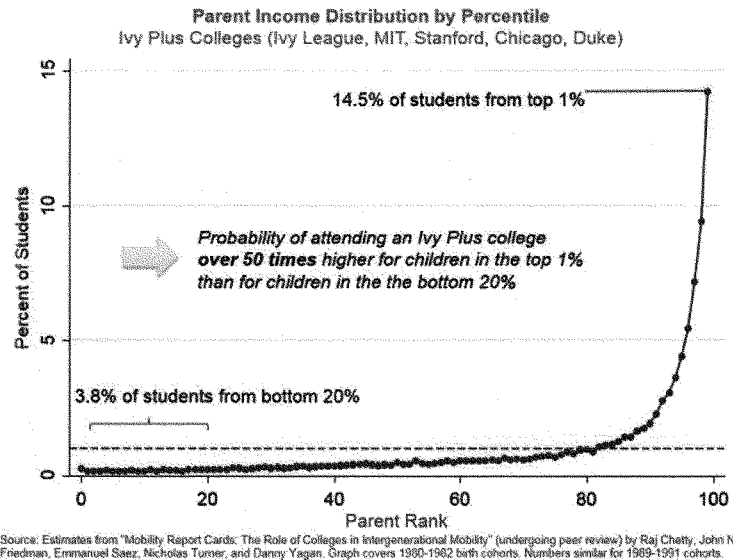 Parent Income Distribution by Percentile
Ivy Plus Colleges (Ivy League, MIT, Stanford, Chicago, Duke)
15
14.5% of students from top 1%
10
Percent of Students
Probability of attending an Ivy Plus college
over 50 times higher for children in the top 1%
than for children in the the bottom 20%
5
3.8% of students from bottom 20%
0
0 20 40 60 80 100
Parent Rank
Source: Estimates from "Mobility Report Cards: The Role of Colleges in Intergenerational Mobility" (undergoing peer review) by Raj Chetty, John N
Friedman, Emmanuel Saez, Nicholas Turner, and Danny Yagan. Graph covers 1980-1982 birth cohorts. Numbers similar for 1989-1991 cohorts.